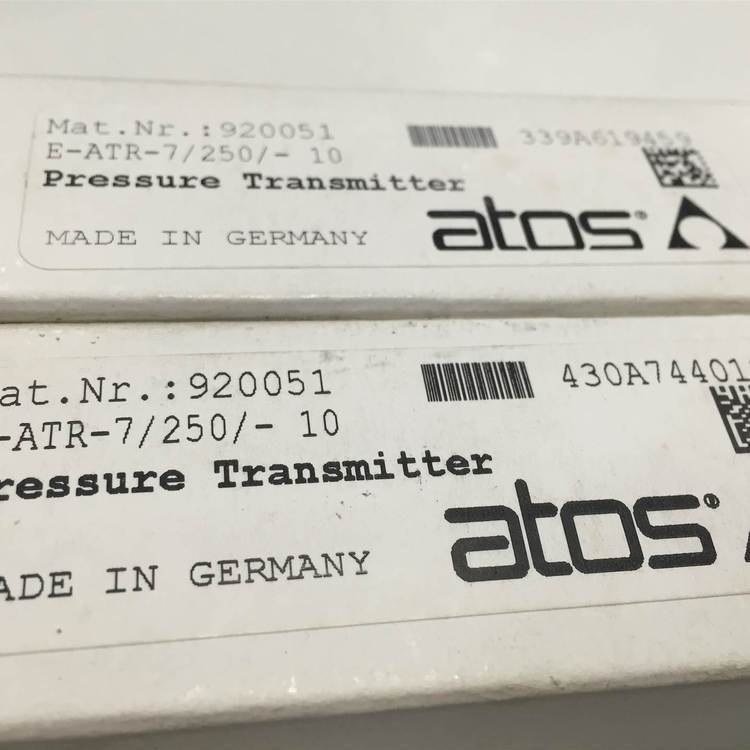 Mat.Nr.:920051
339A619459
E-ATR-7/250/- 10
Pressure Transmitter
atos®
MADE IN GERMANY
at.Nr.:920051
430A74401
-ATR-7/250/- 10
ressure Transmitter
atos®
ADE IN GERMANY